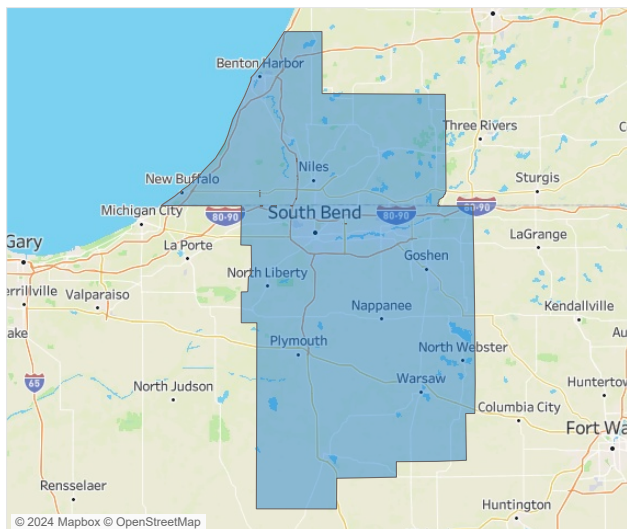 Benton Harbor
Three Rivers
C
Niles
New Buffalo
Sturgis
Michigan City
80-90
South Bend
80-90
80-90
Gary
La Porte
LaGrange
Goshen
North Liberty
errillville
Valparaiso
Nappanee
Kendallville
ake
Plymouth
Au
North Webster
65
North Judson
Warsaw
Huntertow
Columbia City
Fort Wa
Rensselaer
Huntington
© 2024 Mapbox © OpenStreetMap